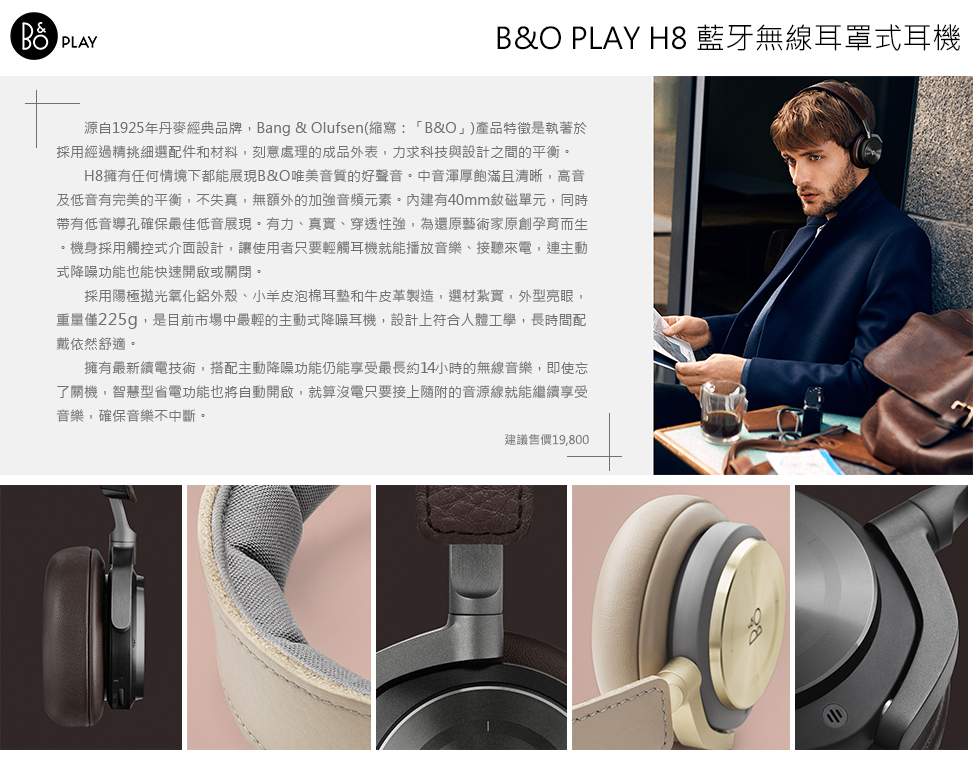 B&O PLAY
B&O PLAY H8 藍牙無線耳罩式耳機
源自1925年丹麥經典品牌，Bang & Olufsen(縮寫：「B&O」)產品特徵是執著於
採用經過精挑細選配件和材料，刻意處理的成品外表，力求科技與設計之間的平衡。
H8擁有任何情境下都能展現B&O唯美音質的好聲音。中音渾厚飽滿且清晰，高音
及低音有完美的平衡，不失真，無額外的加強音頻元素。內建有40mm釹磁單元，同時
帶有低音導孔確保最佳低音展現。有力、真實、穿透性強，為還原藝術家原創孕育而生
。機身採用觸控式介面設計，讓使用者只要輕觸耳機就能播放音樂、接聽來電，連主動
式降噪功能也能快速開啟或關閉。
採用陽極拋光氧化鋁外殼、小羊皮泡棉耳墊和牛皮革製造，選材紮實，外型亮眼，
重量僅225g，是目前市場中最輕的主動式降噪耳機，設計上符合人體工學，長時間配
戴依然舒適。
擁有最新續電技術，搭配主動降噪功能仍能享受最長約14小時的無線音樂，即使忘
了關機，智慧型省電功能也將自動開啟，就算沒電只要接上隨附的音源線就能繼續享受
音樂，確保音樂不中斷。
建議售價19,800
B&O